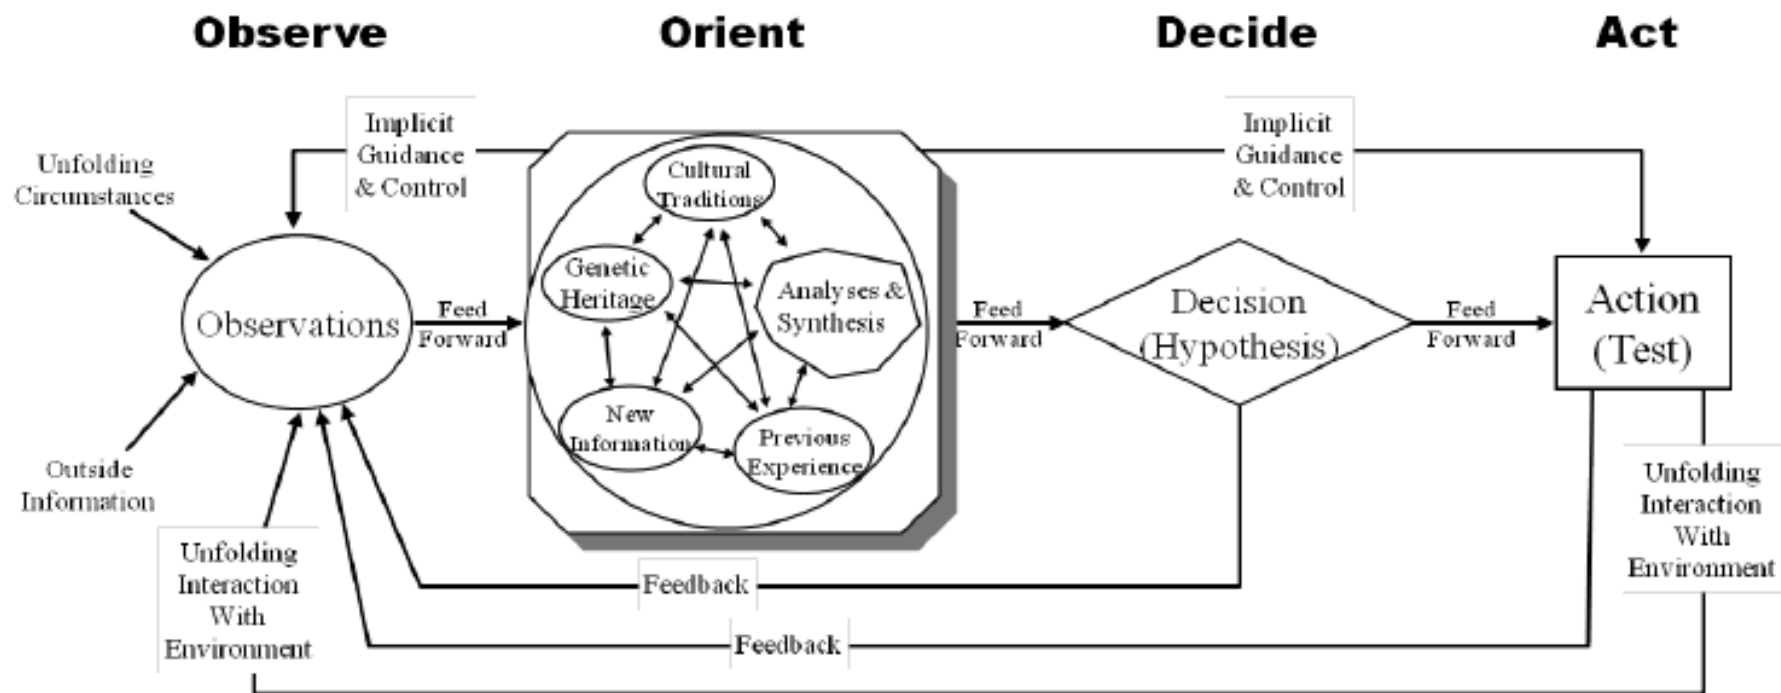 Observe
Orient
Decide
Act
Implicit
Guidance
& Control
Implicit
Guidance
& Control
Unfolding
Circumstances
Observations
Outside
Information
Feed
Forward
Cultural
Traditions
Genetic
Heritage
Analyses &
Synthesis
New
Information
Previous
Experience
Feed
Forward
Decision
(Hypothesis)
Feed
Forward
Action
(Test)
Unfolding
Interaction
With
Environment
Feedback
Feedback
Unfolding
Interaction
With
Environment